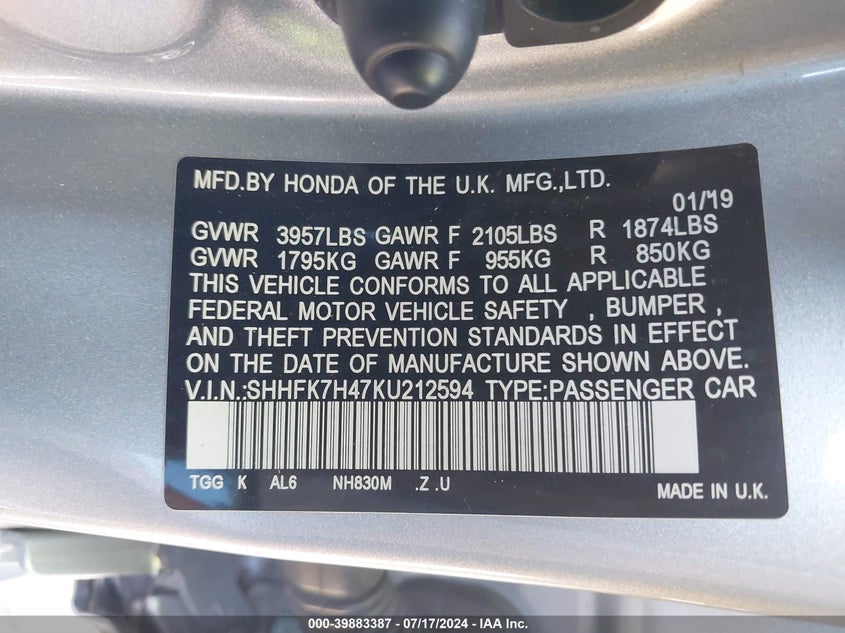 MFD.BY HONDA OF THE U.K. MFG.,LTD.
01/19
GVWR 3957LBS GAWR F 2105LBS R 1874LBS
GVWR 1795KG GAWR F 955KG R 850KG
THIS VEHICLE CONFORMS TO ALL APPLICABLE
FEDERAL MOTOR VEHICLE SAFETY , BUMPER ,
AND THEFT PREVENTION STANDARDS IN EFFECT
ON THE DATE OF MANUFACTURE SHOWN ABOVE.
V.I.N.:SHHFK7H47KU212594 TYPE:PASSENGER CAR
TGG K AL6 NH830M .Z .U
MADE IN U.K.
000-39883387 - 07/17/2024 - IAA Inc.